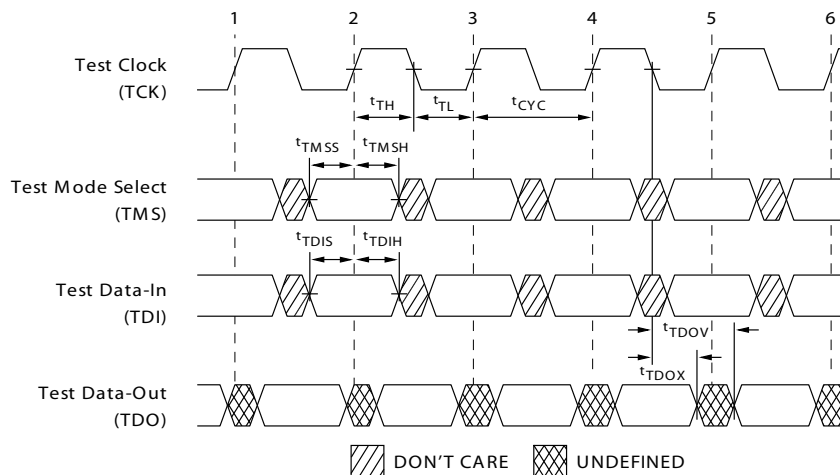 1 2 3 4 5 6
Test Clock
(TCK)
tTH tTL tCYC
tTMSS tTMSH
Test Mode Select
(TMS)
tTDIS tTDIH
Test Data-In
(TDI)
tTDOV
tTDOX
Test Data-Out
(TDO)
DON'T CARE UNDEFINED